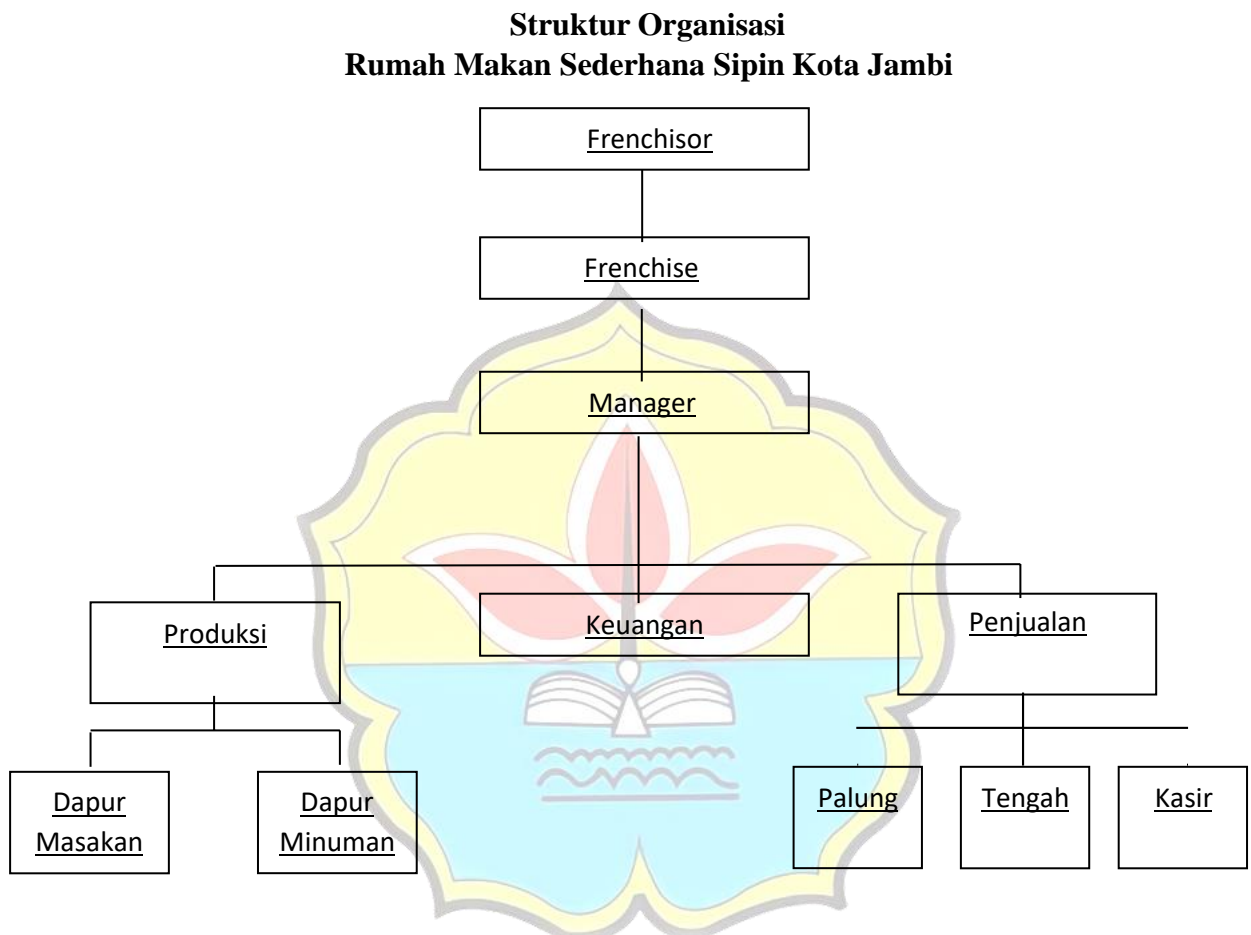 Struktur Organisasi
Rumah Makan Sederhana Sipin Kota Jambi
Frenchisor
Frenchise
Manager
Produksi
Keuangan
Penjualan
Dapur
Masakan
Dapur
Minuman
Palung
Tengah
Kasir